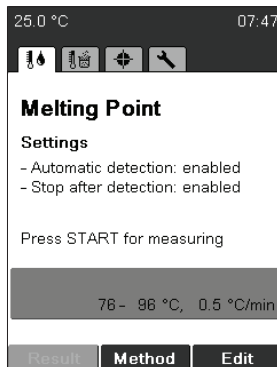 25.0 °C 07:47
Melting Point
Settings
- Automatic detection: enabled
- Stop after detection: enabled
Press START for measuring
76 - 96 °C, 0.5 °C/min
Result Method Edit